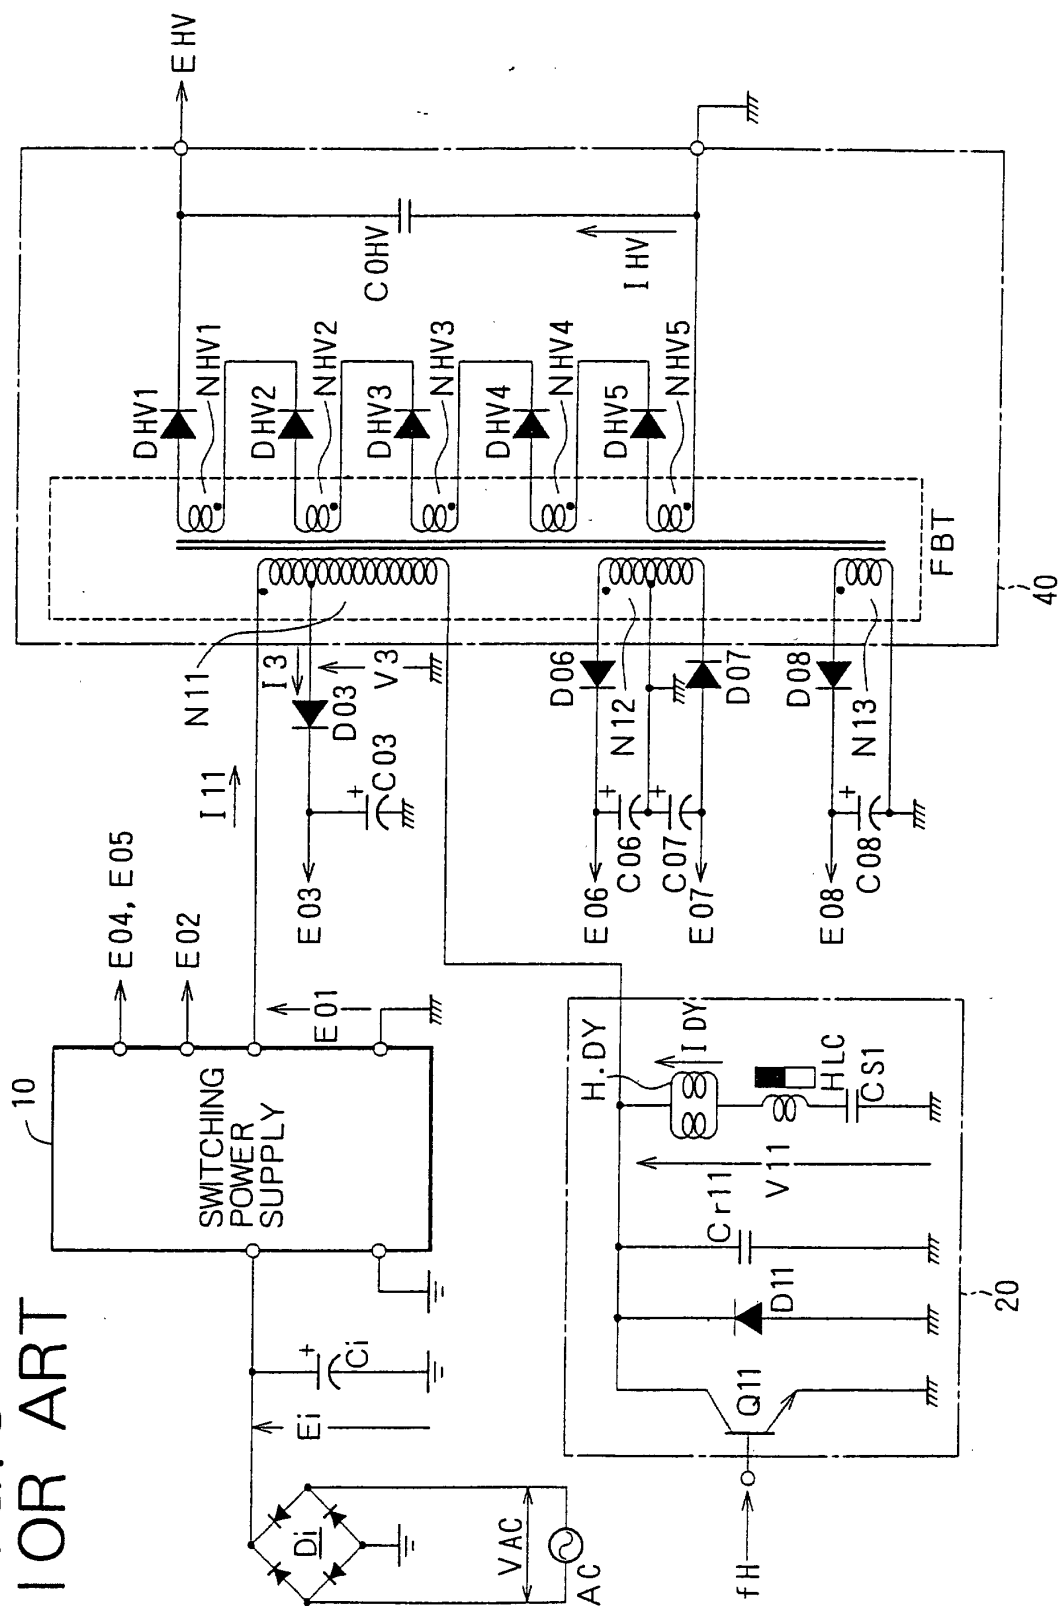 IOR ART
AC
VAC
Di
Ei
Ci
+
10
SWITCHING
POWER
SUPPLY
E04, E05
E02
E01
I11
N11
I3
D03
V3
C03
+
E03
D06
N12
D07
C06
+
C07
+
E06
E07
D08
N13
C08
+
E08
FBT
40
DHV1
NHV1
DHV2
NHV2
DHV3
NHV3
DHV4
NHV4
DHV5
NHV5
C0HV
IHV
EHV
fH
Q11
D11
Cr11
V11
H.DY
IDY
HLC
CS1
20